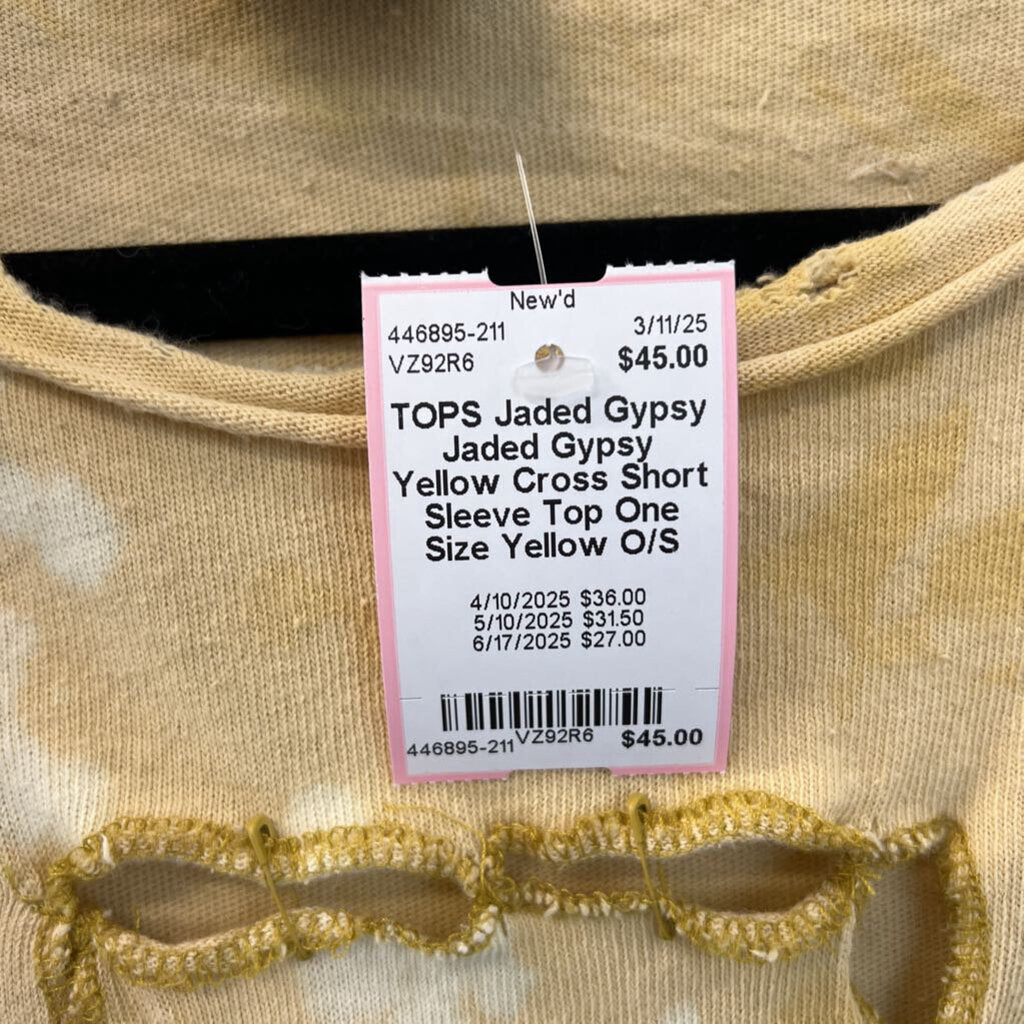 New'd
446895-211 3/11/25
VZ92R6 $45.00
TOPS Jaded Gypsy
Jaded Gypsy
Yellow Cross Short
Sleeve Top One
Size Yellow O/S
4/10/2025 $36.00
5/10/2025 $31.50
6/17/2025 $27.00
446895-211 VZ92R6 $45.00